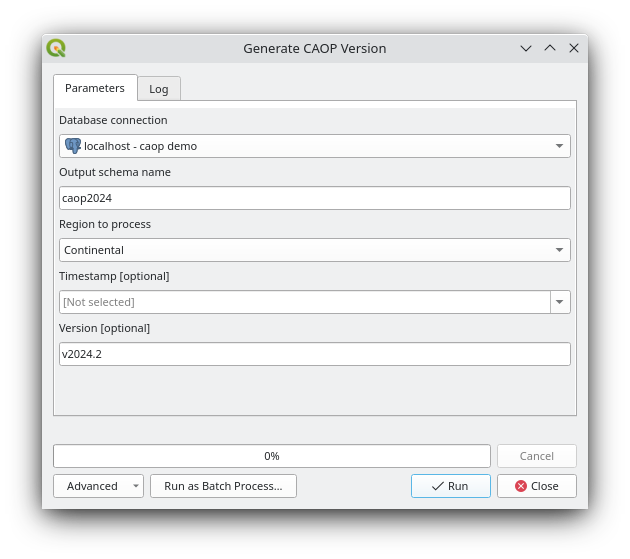 Generate CAOP Version
Parameters
Log
Database connection
localhost - caop demo
Output schema name
caop2024
Region to process
Continental
Timestamp [optional]
[Not selected]
Version [optional]
v2024.2
0%
Cancel
Advanced
Run as Batch Process...
Run
Close